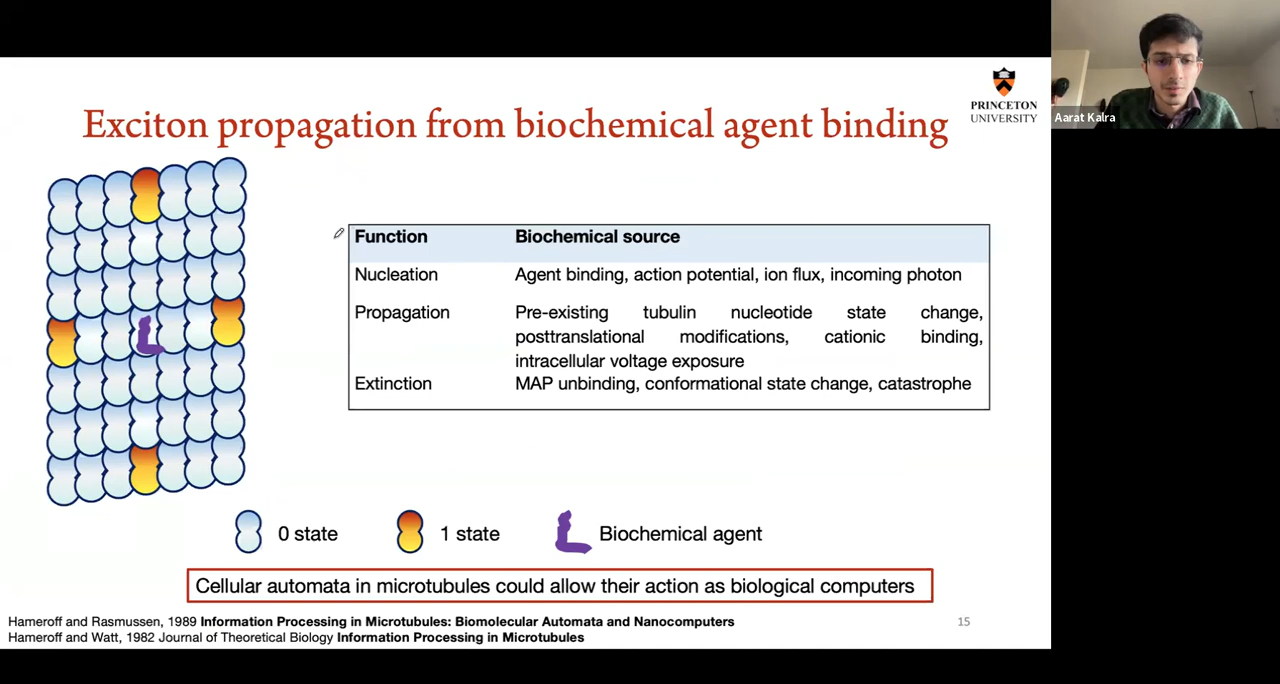 PRINCETON
UNIVERSITY
Aarat Kalra
Exciton propagation from biochemical agent binding
Function Biochemical source
Nucleation Agent binding, action potential, ion flux, incoming photon
Propagation Pre-existing tubulin nucleotide state change,
posttranslational modifications, cationic binding,
intracellular voltage exposure
Extinction MAP unbinding, conformational state change, catastrophe
0 state 1 state Biochemical agent
Cellular automata in microtubules could allow their action as biological computers
Hameroff and Rasmussen, 1989 Information Processing in Microtubules: Biomolecular Automata and Nanocomputers
15
Hameroff and Watt, 1982 Journal of Theoretical Biology Information Processing in Microtubules